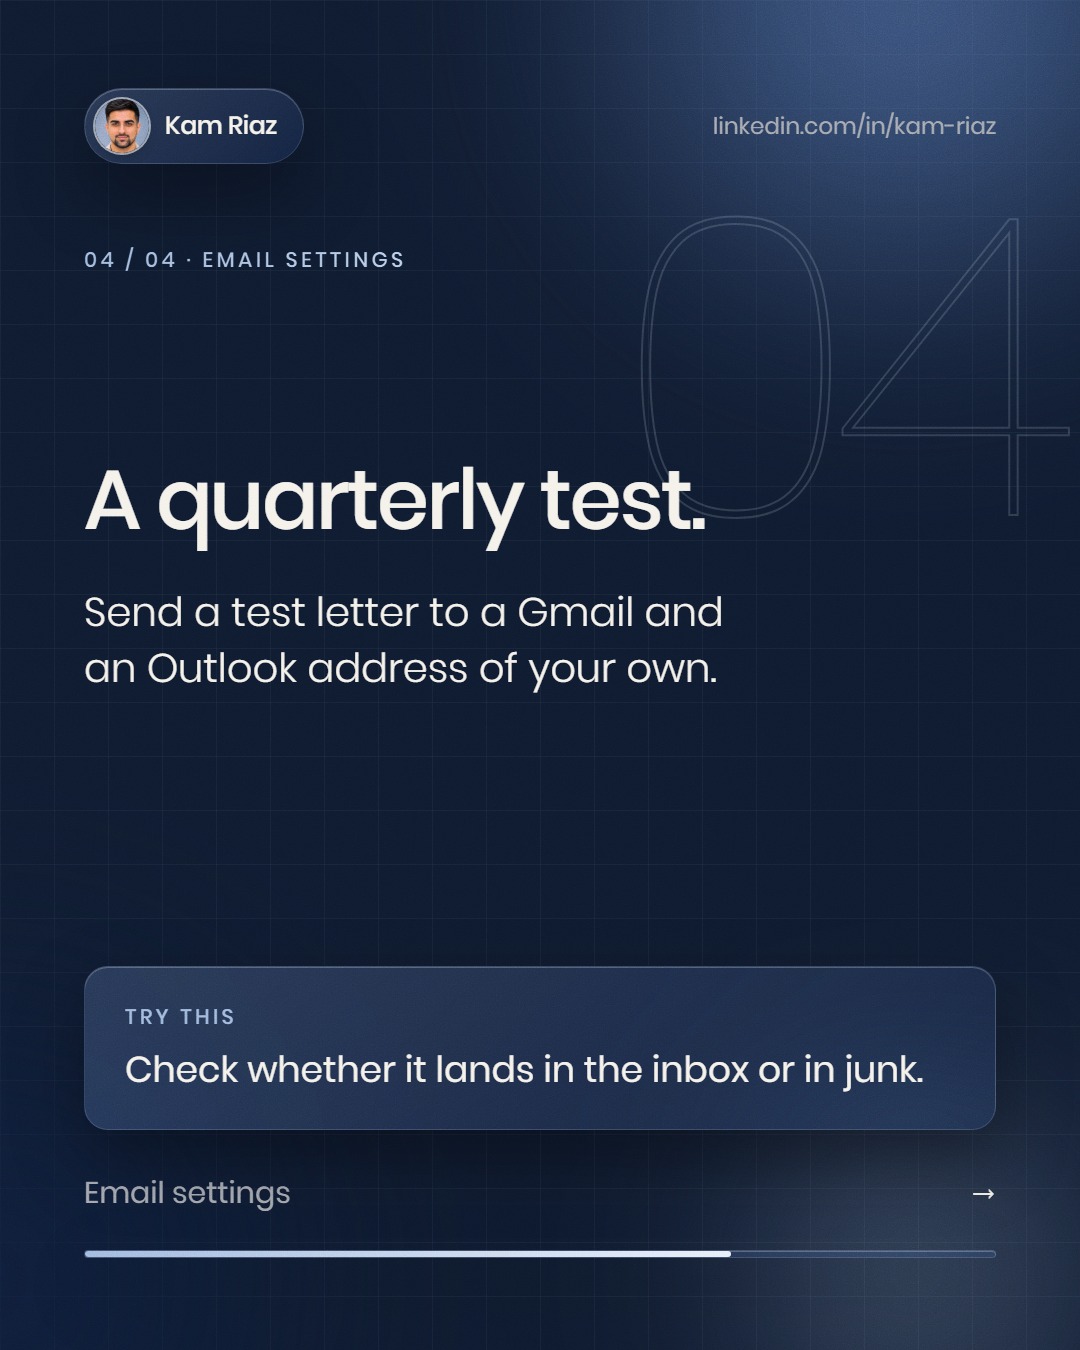 Kam Riaz
linkedin.com/in/kam-riaz
04 / 04 · EMAIL SETTINGS
04
A quarterly test.
Send a test letter to a Gmail and
an Outlook address of your own.
TRY THIS
Check whether it lands in the inbox or in junk.
Email settings
→